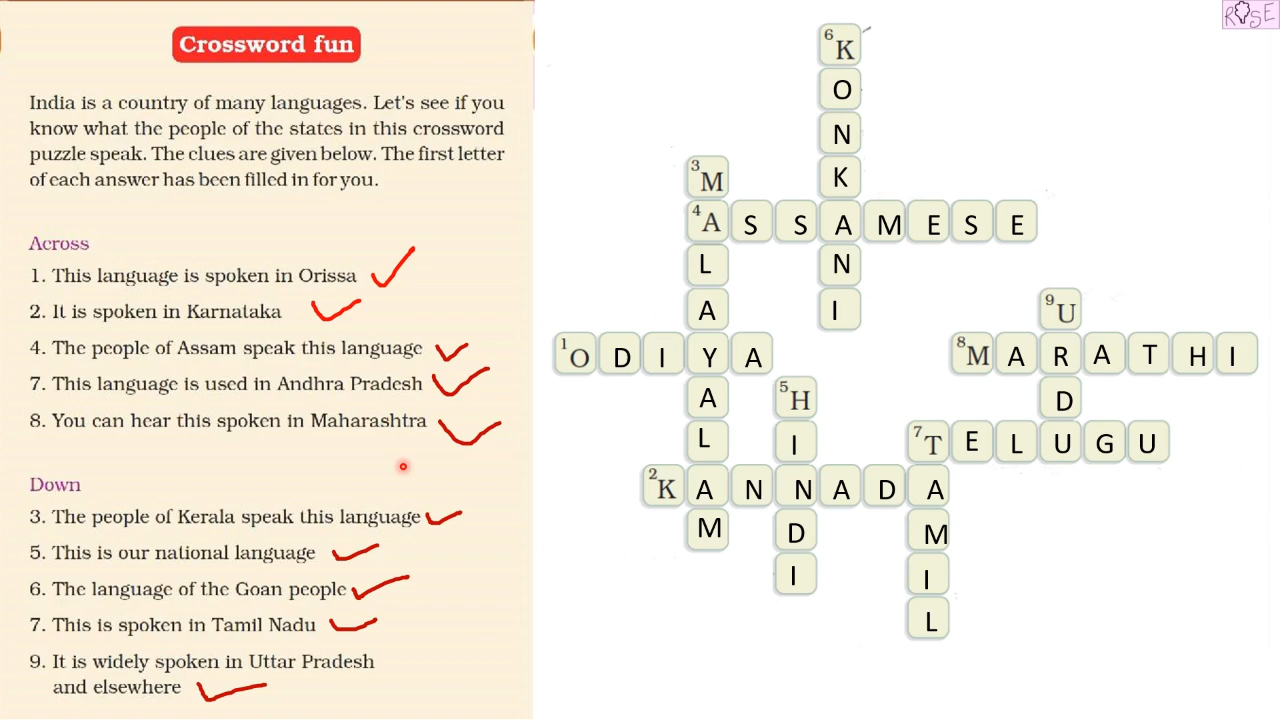 Crossword fun
India is a country of many languages. Let's see if you
know what the people of the states in this crossword
puzzle speak. The clues are given below. The first letter
of each answer has been filled in for you.
Across
1. This language is spoken in Orissa
2. It is spoken in Karnataka
4. The people of Assam speak this language
7. This language is used in Andhra Pradesh
8. You can hear this spoken in Maharashtra
Down
3. The people of Kerala speak this language
5. This is our national language
6. The language of the Goan people
7. This is spoken in Tamil Nadu
9. It is widely spoken in Uttar Pradesh
and elsewhere
ROSE
6 K
O
N
3 M K
4 A S S A M E S E
L N
A I 9 U
1 O D I Y A 8 M A R A T H I
A 5 H D
L I 7 T E L U G U
2 K A N N A D A
M D M
I I
L